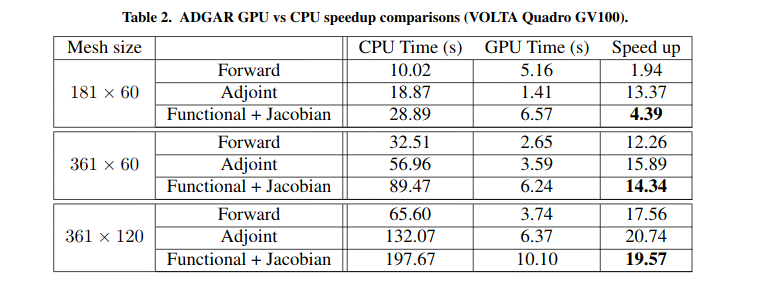 Table 2. ADGAR GPU vs CPU speedup comparisons (VOLTA Quadro GV100).
Mesh size CPU Time (s) GPU Time (s) Speed up
Forward 10.02 5.16 1.94
181 × 60 Adjoint 18.87 1.41 13.37
Functional + Jacobian 28.89 6.57 4.39
Forward 32.51 2.65 12.26
361 × 60 Adjoint 56.96 3.59 15.89
Functional + Jacobian 89.47 6.24 14.34
Forward 65.60 3.74 17.56
361 × 120 Adjoint 132.07 6.37 20.74
Functional + Jacobian 197.67 10.10 19.57